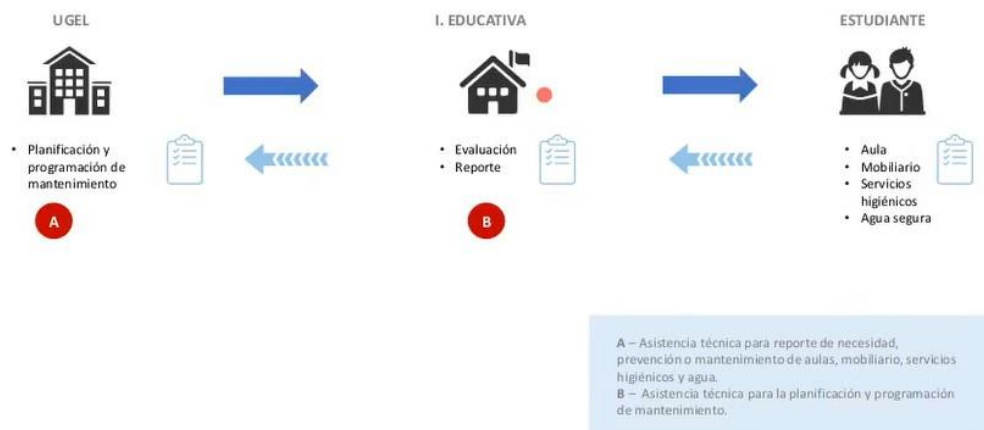 UGEL
I. EDUCATIVA
ESTUDIANTE
• Planificación y
programación de
mantenimiento
• Evaluación
• Reporte
• Aula
• Mobiliario
• Servicios
higiénicos
• Agua segura
A
B
A – Asistencia técnica para reporte de necesidad,
prevención o mantenimiento de aulas, mobiliario, servicios
higiénicos y agua.
B – Asistencia técnica para la planificación y programación
de mantenimiento.